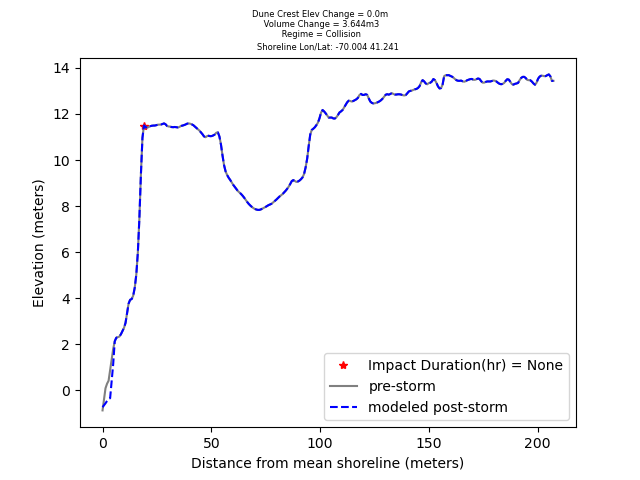 Dune Crest Elev Change = 0.0m
Volume Change = 3.644m3
Regime = Collision
Shoreline Lon/Lat: -70.004 41.241
14
12
10
8
6
4
2
0
Elevation (meters)
Impact Duration(hr) = None
pre-storm
modeled post-storm
0 50 100 150 200
Distance from mean shoreline (meters)